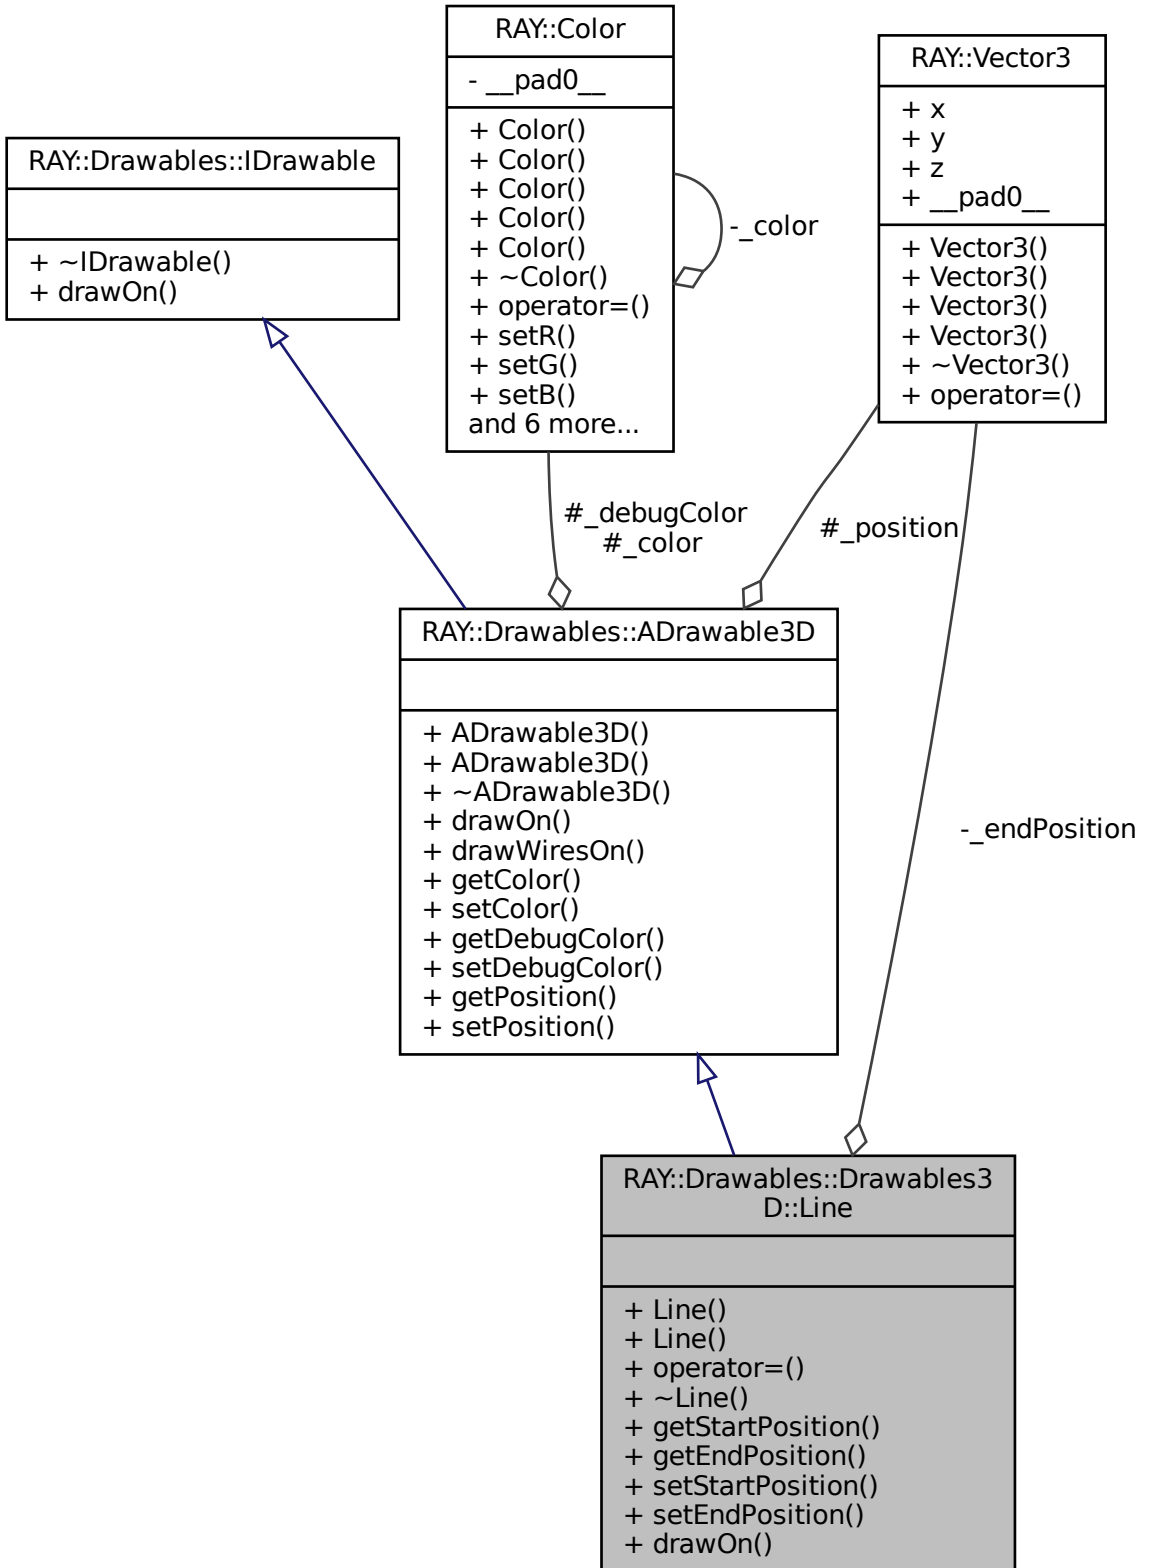 RAY::Color
- __pad0__
+ Color()
+ Color()
+ Color()
+ Color()
+ Color()
+ ~Color()
+ operator=()
+ setR()
+ setG()
+ setB()
and 6 more...
-_color
RAY::Vector3
+ x
+ y
+ z
+ __pad0__
+ Vector3()
+ Vector3()
+ Vector3()
+ Vector3()
+ ~Vector3()
+ operator=()
RAY::Drawables::IDrawable
+ ~IDrawable()
+ drawOn()
#_debugColor
#_color
#_position
RAY::Drawables::ADrawable3D
+ ADrawable3D()
+ ADrawable3D()
+ ~ADrawable3D()
+ drawOn()
+ drawWiresOn()
+ getColor()
+ setColor()
+ getDebugColor()
+ setDebugColor()
+ getPosition()
+ setPosition()
-_endPosition
RAY::Drawables::Drawables3
D::Line
+ Line()
+ Line()
+ operator=()
+ ~Line()
+ getStartPosition()
+ getEndPosition()
+ setStartPosition()
+ setEndPosition()
+ drawOn()